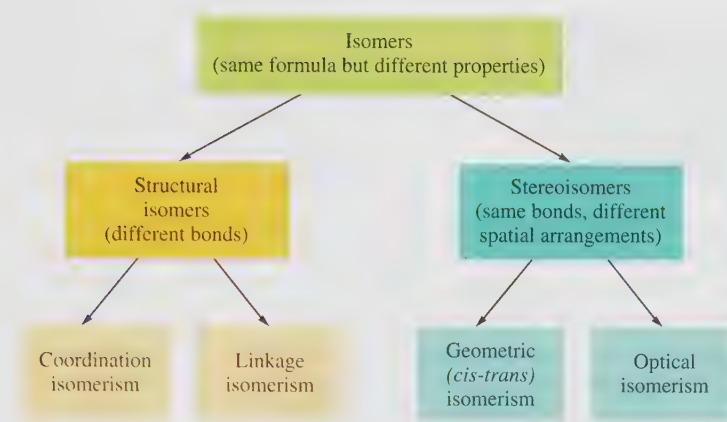 Isomers
(same formula but different properties)
Structural
isomers
(different bonds)
Stereoisomers
(same bonds, different
spatial arrangements)
Coordination
isomerism
Linkage
isomerism
Geometric
(cis-trans)
isomerism
Optical
isomerism